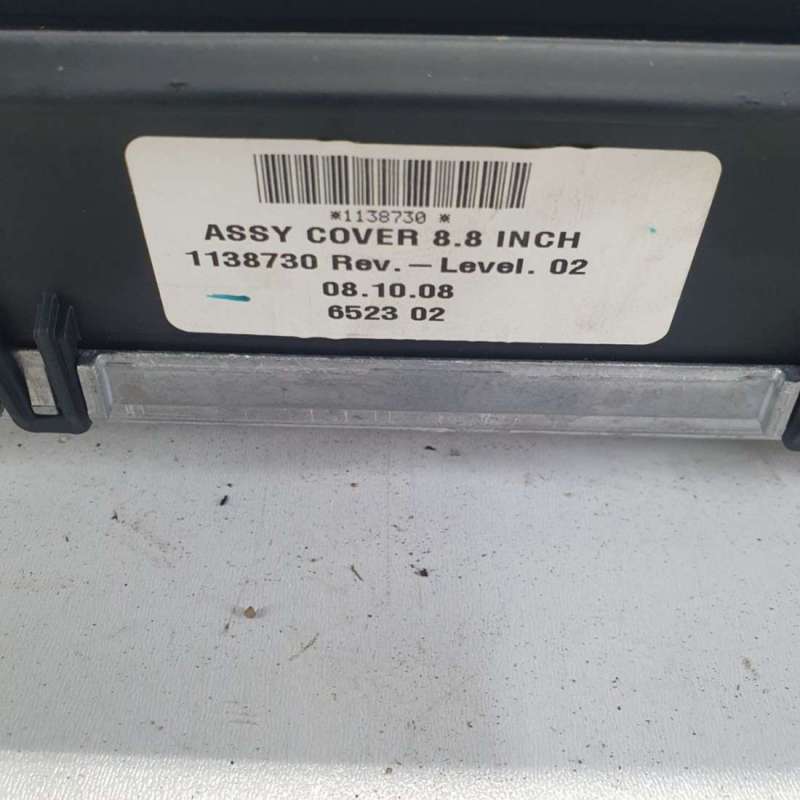 *1138730 *
ASSY COVER 8.8 INCH
1138730 Rev.-Level. 02
08.10.08
6523 02